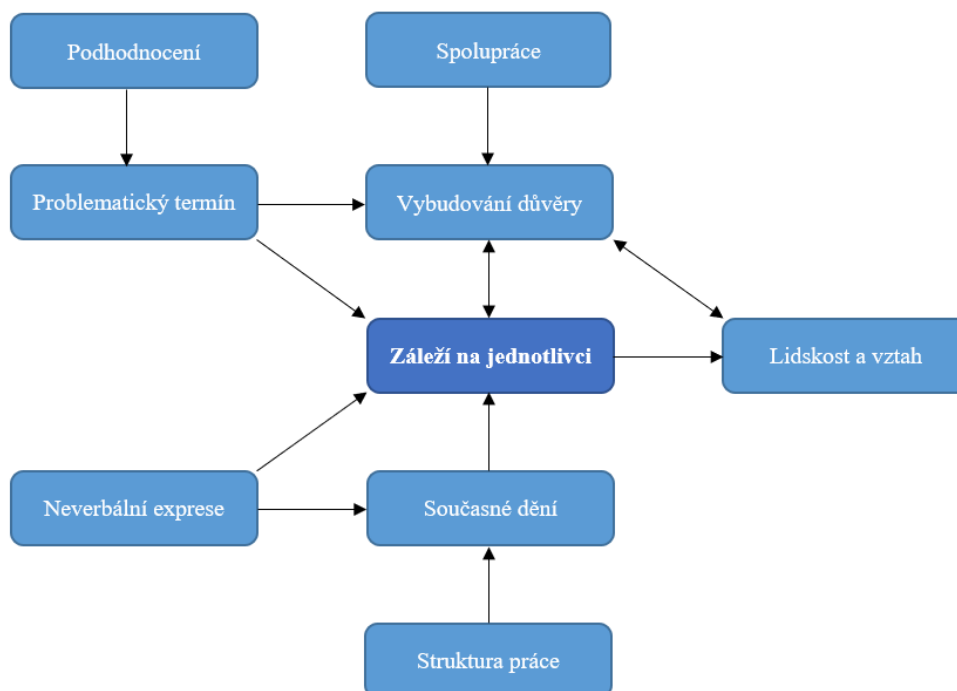 Podhodnocení
Spolupráce
Problematický termín
Vybudování důvěry
Záleží na jednotlivci
Lidskost a vztah
Neverbální exprese
Současné dění
Struktura práce